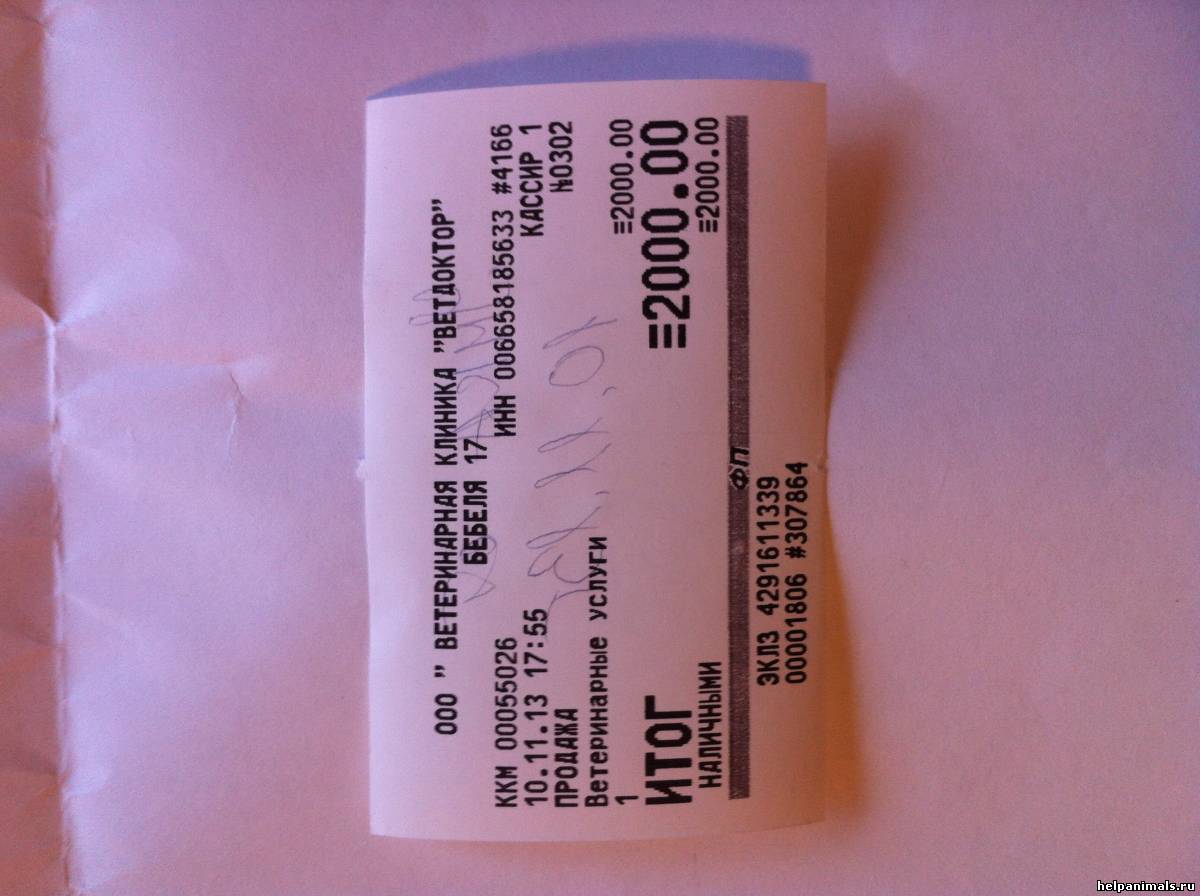 ООО " ВЕТЕРИНАРНАЯ КЛИНИКА "ВЕТДОКТОР"
БЕБЕЛЯ 17
ККМ 00055026 ИНН 006658185633 #4166
10.11.13 17:55 КАССИР 1
ПРОДАЖА №0302
Ветеринарные услуги
1 ≡2000.00
ИТОГ ≡2000.00
НАЛИЧНЫМИ ≡2000.00
ФП
ЭКЛЗ 4291611339
00001806 #307864
helpanimals.ru